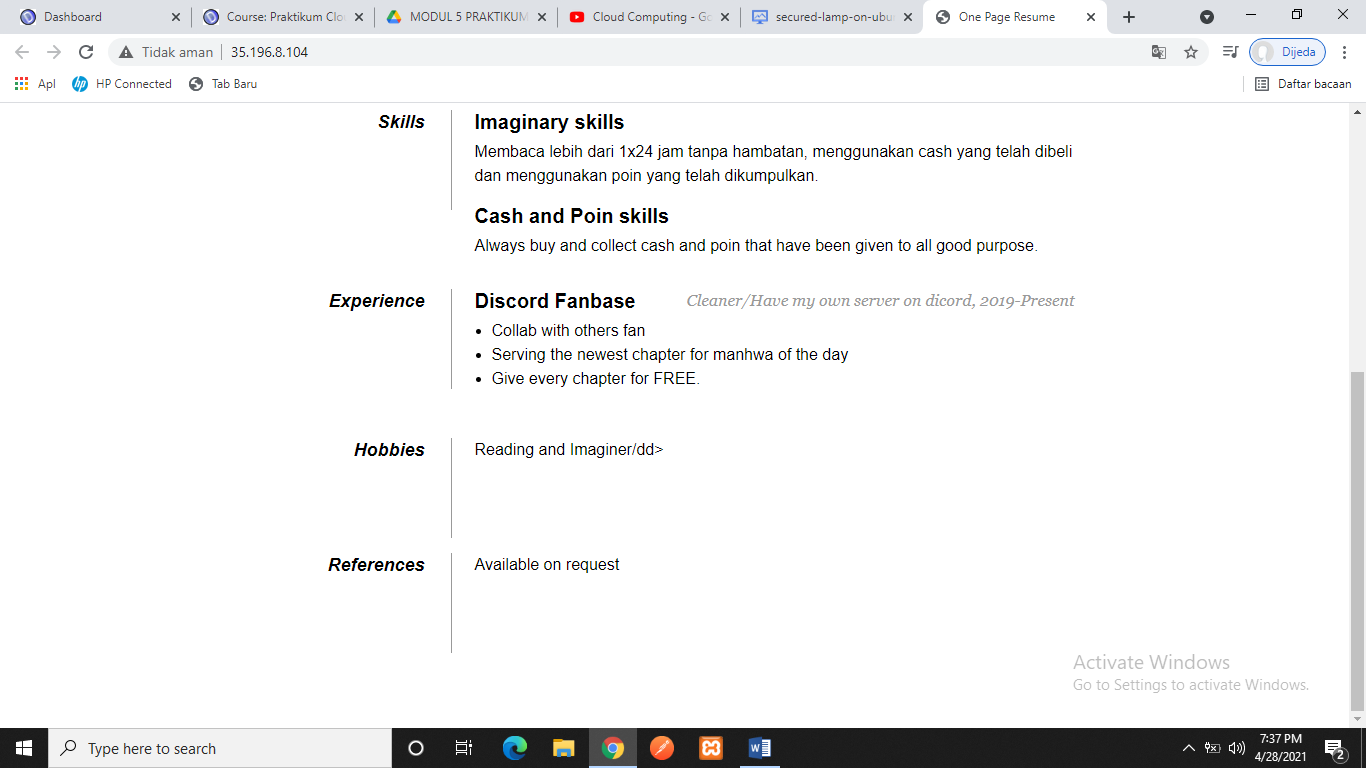 Dashboard
Course: Praktikum Clo
MODUL 5 PRAKTIKUM
Cloud Computing - Go
secured-lamp-on-ubu
One Page Resume
Tidak aman
35.196.8.104
Dijeda
Apl
HP Connected
Tab Baru
Daftar bacaan
Skills
Imaginary skills
Membaca lebih dari 1x24 jam tanpa hambatan, menggunakan cash yang telah dibeli
dan menggunakan poin yang telah dikumpulkan.
Cash and Poin skills
Always buy and collect cash and poin that have been given to all good purpose.
Experience
Discord Fanbase
Cleaner/Have my own server on dicord, 2019-Present
Collab with others fan
Serving the newest chapter for manhwa of the day
Give every chapter for FREE.
Hobbies
Reading and Imaginer/dd>
References
Available on request
Activate Windows
Go to Settings to activate Windows.
Type here to search
7:37 PM
4/28/2021
2